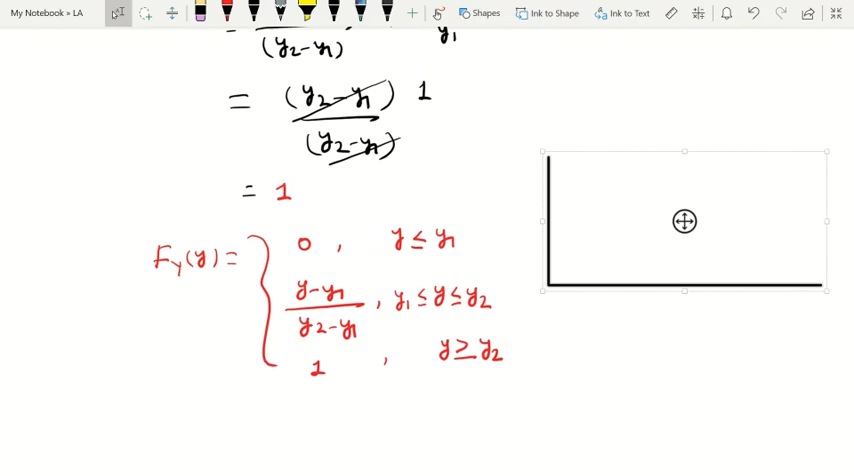 My Notebook » LA
Shapes
Ink to Shape
Ink to Text
= (y2-y1) y1
= (y2-y1) 1
(y2-y1)
= 1
FY(y) = { 0 , y ≤ y1
y-y1 / y2-y1 , y1 ≤ y ≤ y2
1 , y ≥ y2